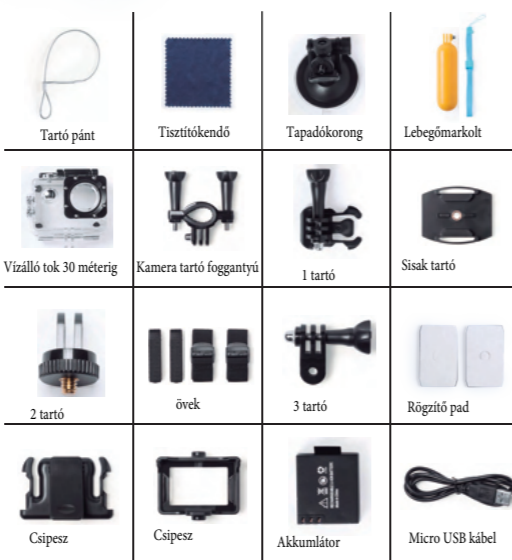 Tartó pánt
Tisztítókendő
Tapadókorong
Lebegőmarkolt
Vízálló tok 30 méterig
Kamera tartó foggantyú
1 tartó
Sisak tartó
2 tartó
övek
3 tartó
Rögzítő pad
Csipesz
Csipesz
Akkumlátor
Micro USB kábel